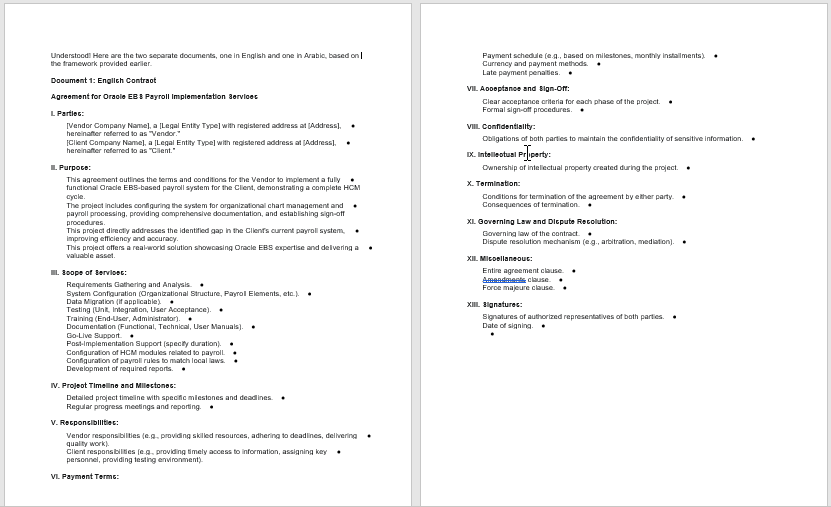 Understood! Here are the two separate documents, one in English and one in Arabic, based on
the framework provided earlier.
Document 1: English Contract
Agreement for Oracle EBS Payroll Implementation Services
I. Parties:
[Vendor Company Name], a [Legal Entity Type] with registered address at [Address], ●
hereinafter referred to as "Vendor."
[Client Company Name], a [Legal Entity Type] with registered address at [Address], ●
hereinafter referred to as "Client."
II. Purpose:
This agreement outlines the terms and conditions for the Vendor to implement a fully ●
functional Oracle EBS-based payroll system for the Client, demonstrating a complete HCM
cycle.
The project includes configuring the system for organizational chart management and ●
payroll processing, providing comprehensive documentation, and establishing sign-off
procedures.
This project directly addresses the identified gap in the Client's current payroll system, ●
improving efficiency and accuracy.
This project offers a real-world solution showcasing Oracle EBS expertise and delivering a ●
valuable asset.
III. Scope of Services:
Requirements Gathering and Analysis. ●
System Configuration (Organizational Structure, Payroll Elements, etc.). ●
Data Migration (if applicable). ●
Testing (Unit, Integration, User Acceptance). ●
Training (End-User, Administrator). ●
Documentation (Functional, Technical, User Manuals). ●
Go-Live Support. ●
Post-Implementation Support (specify duration). ●
Configuration of HCM modules related to payroll. ●
Configuration of payroll rules to match local laws. ●
Development of required reports. ●
IV. Project Timeline and Milestones:
Detailed project timeline with specific milestones and deadlines. ●
Regular progress meetings and reporting. ●
V. Responsibilities:
Vendor responsibilities (e.g., providing skilled resources, adhering to deadlines, delivering ●
quality work).
Client responsibilities (e.g., providing timely access to information, assigning key ●
personnel, providing testing environment).
VI. Payment Terms:
Payment schedule (e.g., based on milestones, monthly installments). ●
Currency and payment methods. ●
Late payment penalties. ●
VII. Acceptance and Sign-Off:
Clear acceptance criteria for each phase of the project. ●
Formal sign-off procedures. ●
VIII. Confidentiality:
Obligations of both parties to maintain the confidentiality of sensitive information. ●
IX. Intellectual Property:
Ownership of intellectual property created during the project. ●
X. Termination:
Conditions for termination of the agreement by either party. ●
Consequences of termination. ●
XI. Governing Law and Dispute Resolution:
Governing law of the contract. ●
Dispute resolution mechanism (e.g., arbitration, mediation). ●
XII. Miscellaneous:
Entire agreement clause. ●
Amendments clause. ●
Force majeure clause. ●
XIII. Signatures:
Signatures of authorized representatives of both parties. ●
Date of signing. ●
●